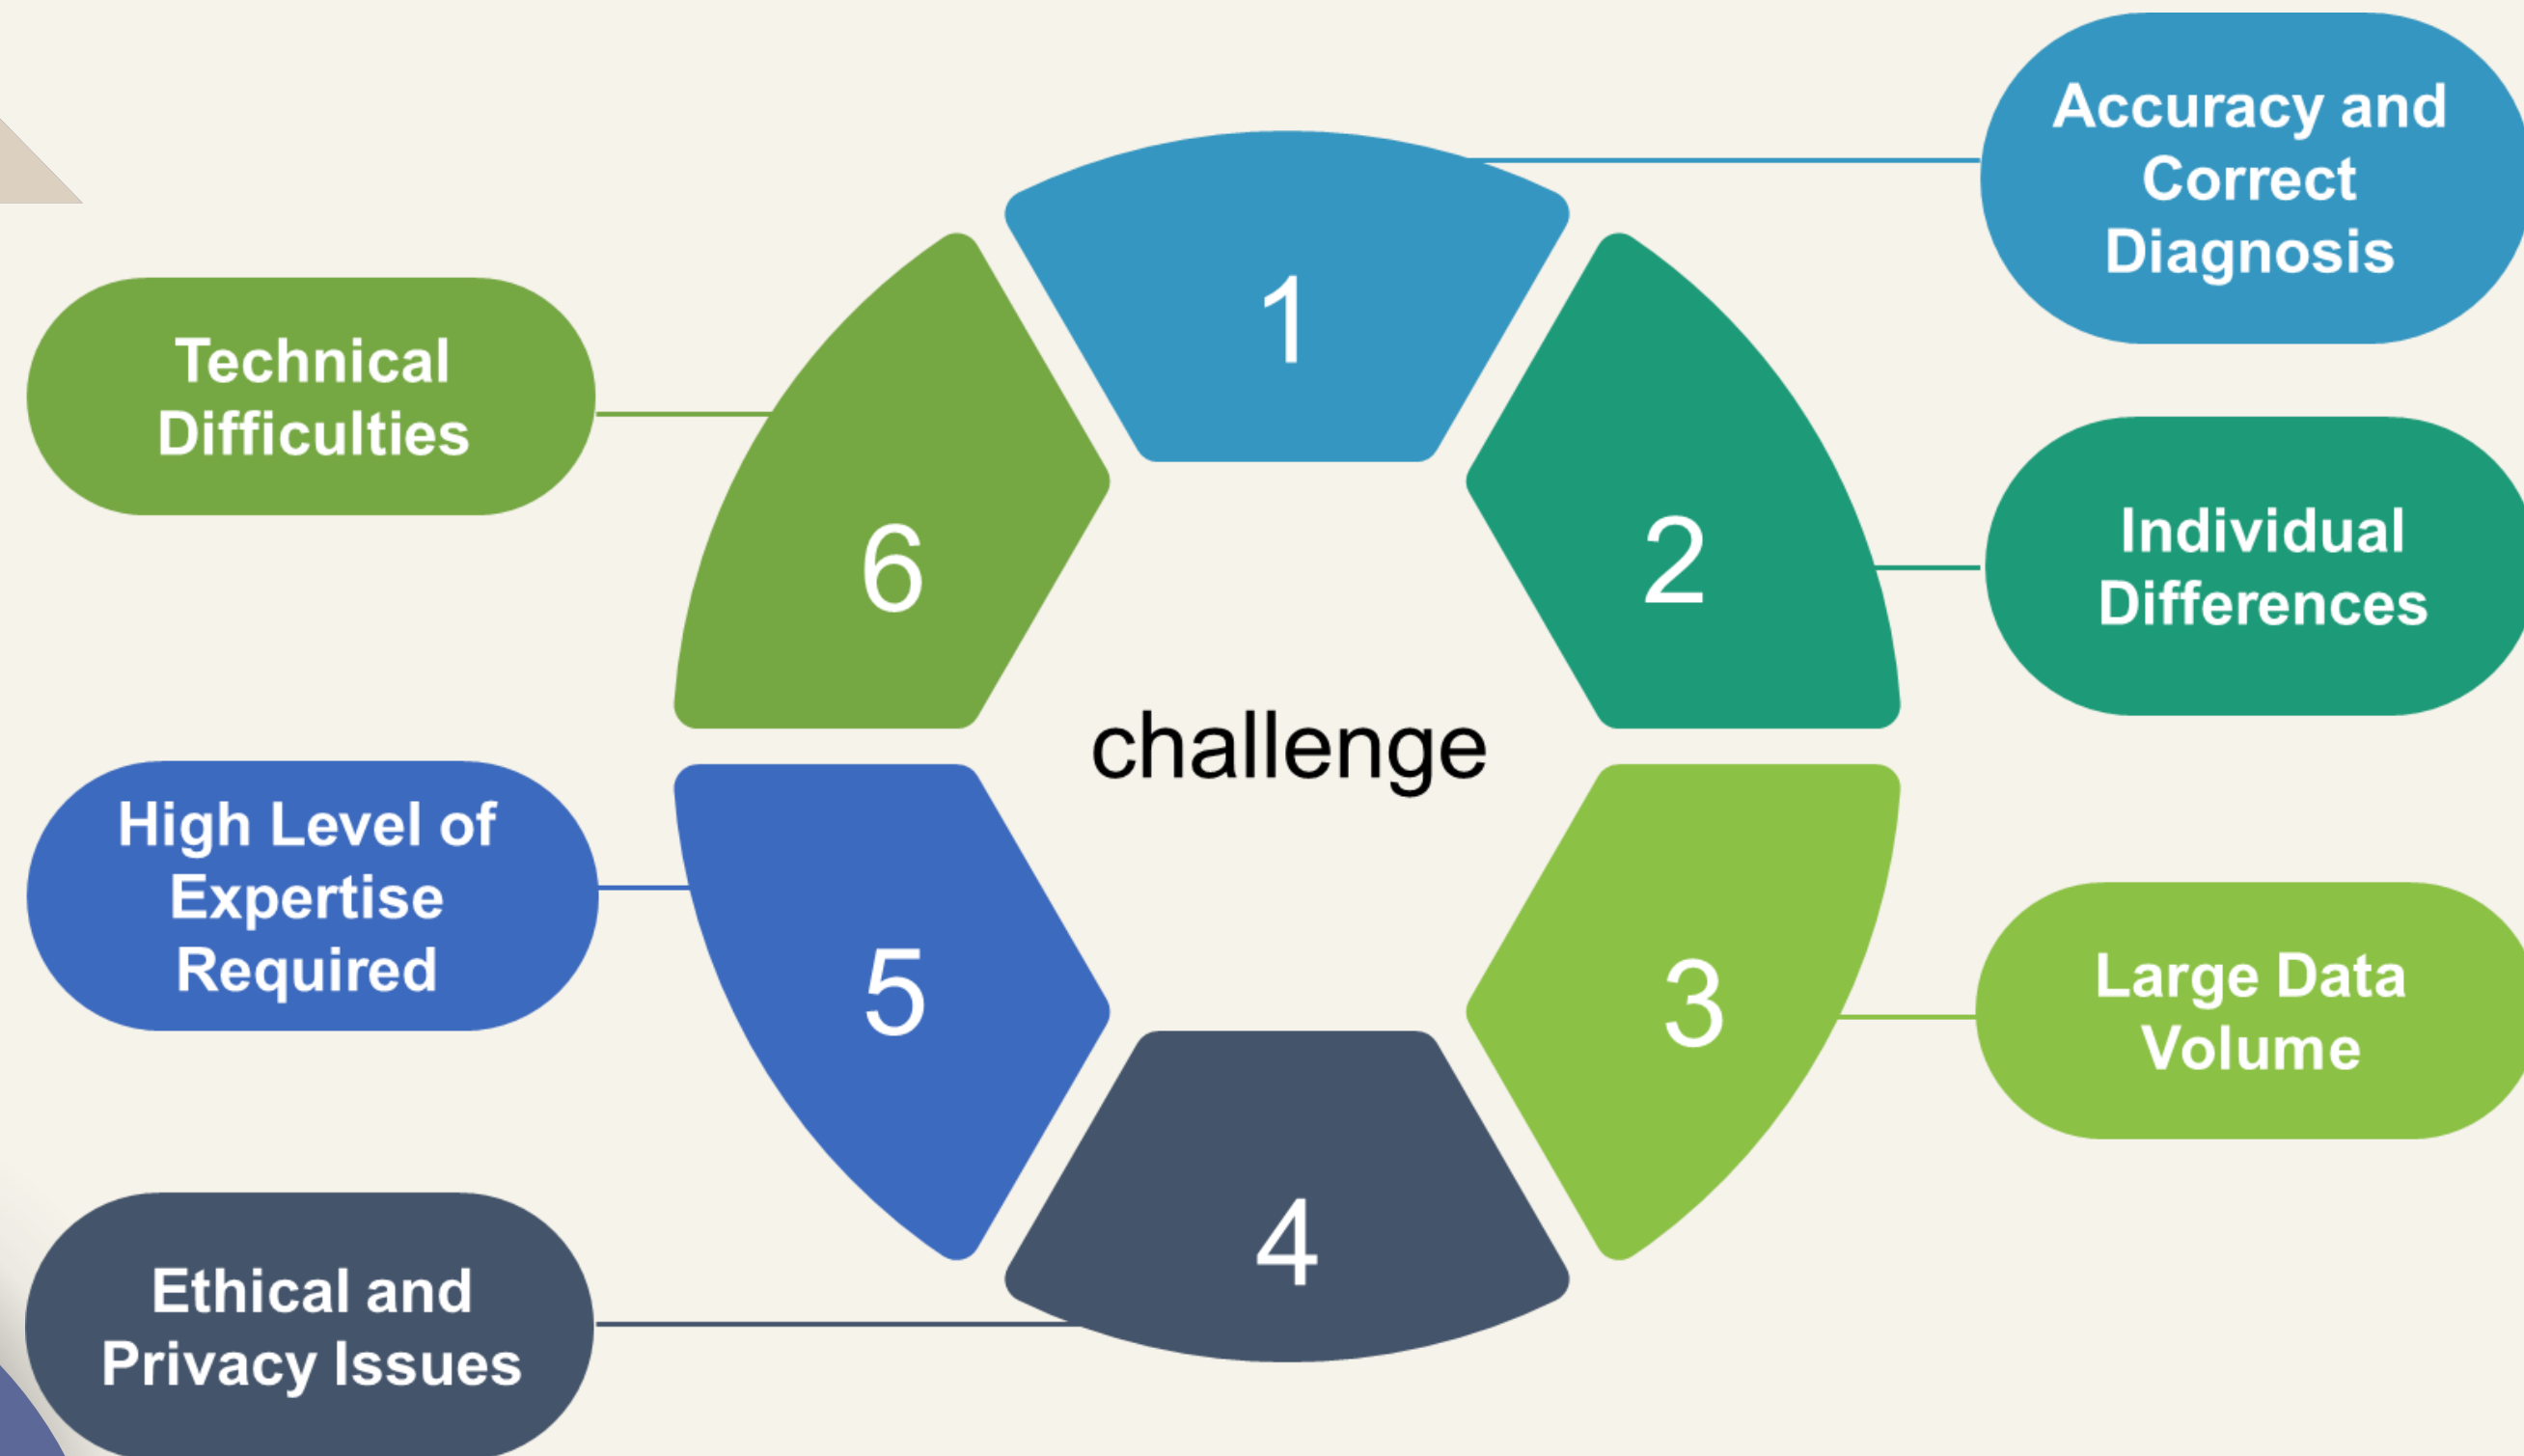 Accuracy and
Correct
Diagnosis
1
Technical
Difficulties
6
2
Individual
Differences
challenge
High Level of
Expertise
Required
5
3
Large Data
Volume
4
Ethical and
Privacy Issues